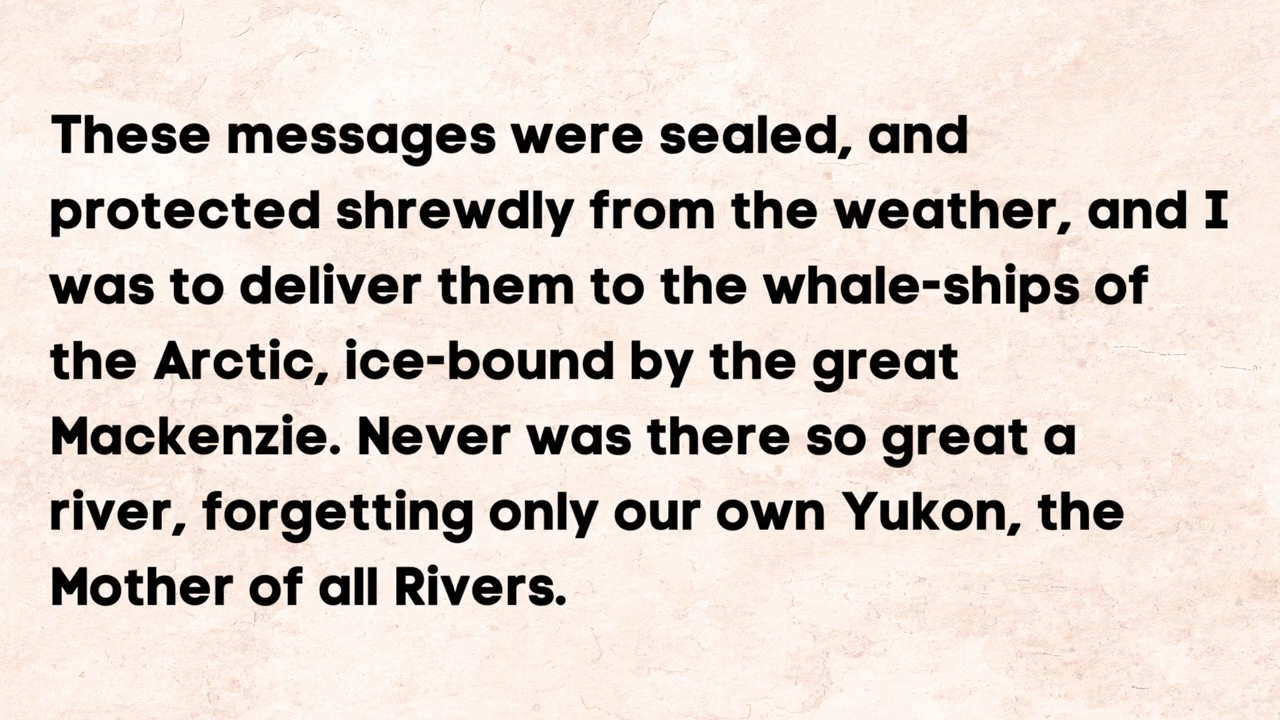 These messages were sealed, and
protected shrewdly from the weather, and I
was to deliver them to the whale-ships of
the Arctic, ice-bound by the great
Mackenzie. Never was there so great a
river, forgetting only our own Yukon, the
Mother of all Rivers.